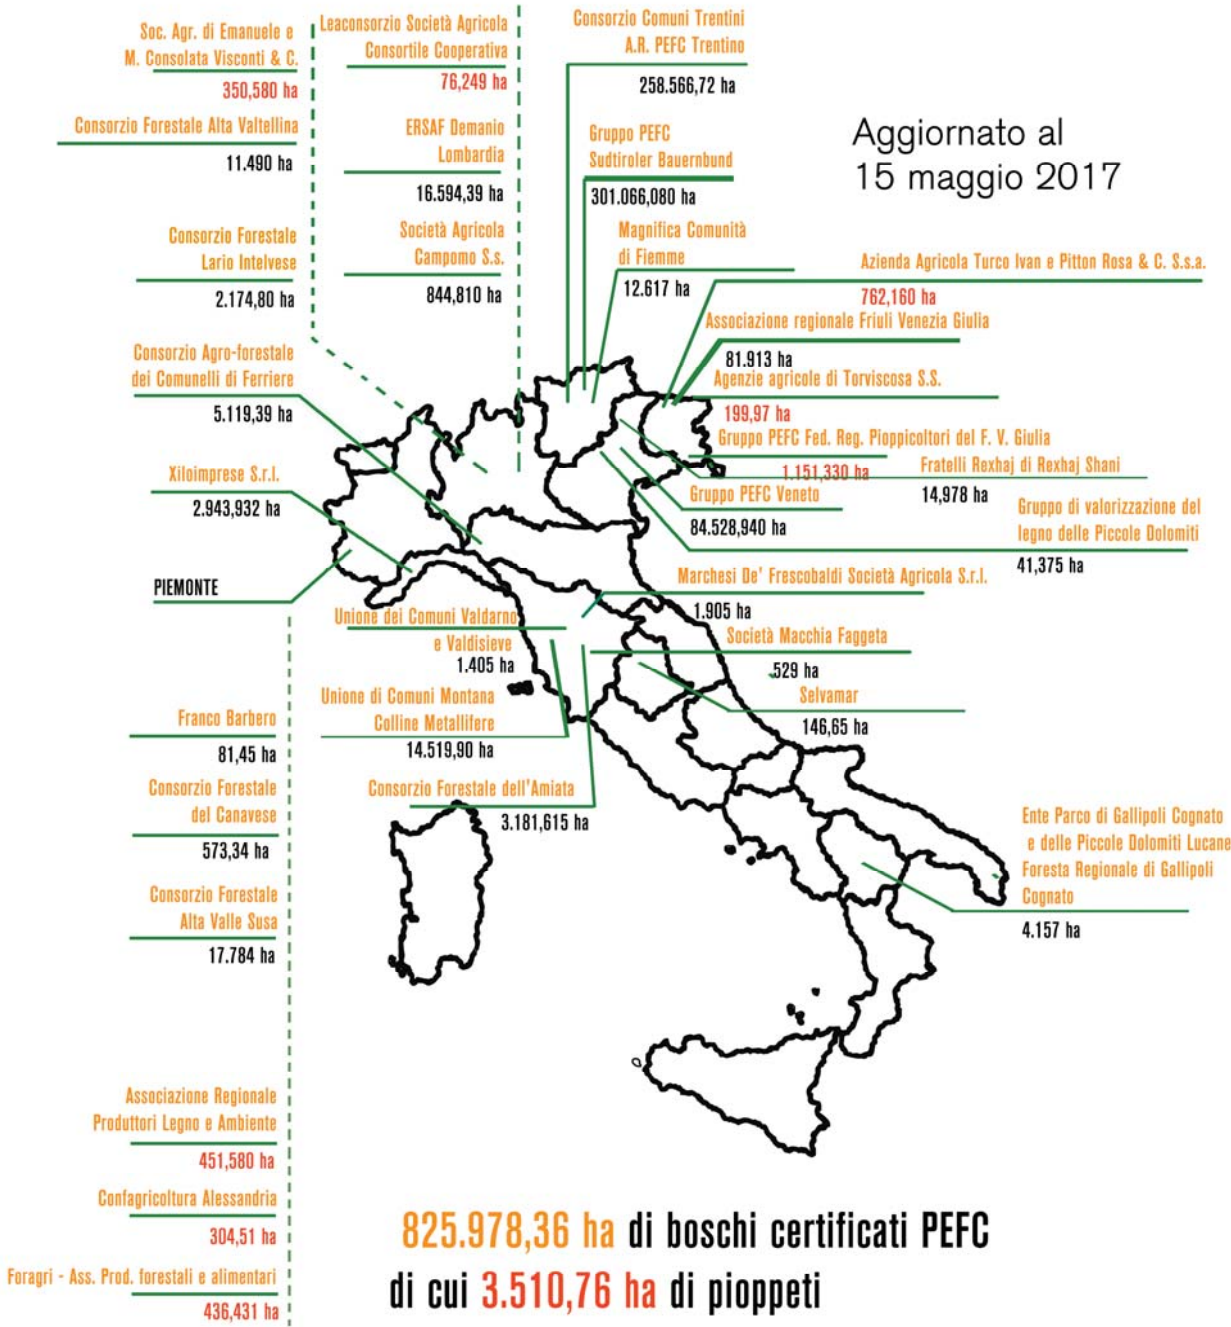 Soc. Agr. di Emanuele e
M. Consolata Visconti & C.
350,580 ha
Consorzio Forestale Alta Valtellina
11.490 ha
Consorzio Forestale
Lario Intelvese
2.174,80 ha
Consorzio Agro-forestale
dei Comunelli di Ferriere
5.119,39 ha
Xiloimprese S.r.l.
2.943,932 ha
PIEMONTE
Leaconsorzio Società Agricola
Consortile Cooperativa
76,249 ha
ERSAF Demanio
Lombardia
16.594,39 ha
Società Agricola
Campomo S.s.
844,810 ha
Consorzio Comuni Trentini
A.R. PEFC Trentino
258.566,72 ha
Gruppo PEFC
Sudtiroler Bauernbund
301.066,080 ha
Magnifica Comunità
di Fiemme
12.617 ha
Aggiornato al
15 maggio 2017
Azienda Agricola Turco Ivan e Pitton Rosa & C. S.s.a.
762,160 ha
Associazione regionale Friuli Venezia Giulia
81.913 ha
Agenzie agricole di Torviscosa S.S.
199,97 ha
Gruppo PEFC Fed. Reg. Pioppicoltori del F. V. Giulia
1.151,330 ha
Fratelli Rexhaj di Rexhaj Shani
14,978 ha
Gruppo PEFC Veneto
84.528,940 ha
Gruppo di valorizzazione del
legno delle Piccole Dolomiti
41,375 ha
Marchesi De' Frescobaldi Società Agricola S.r.l.
1.905 ha
Unione dei Comuni Valdarno
e Valdisieve
1.405 ha
Società Macchia Faggeta
529 ha
Unione di Comuni Montana
Colline Metallifere
14.519,90 ha
Selvamar
146,65 ha
Consorzio Forestale dell'Amiata
3.181,615 ha
Franco Barbero
81,45 ha
Consorzio Forestale
del Canavese
573,34 ha
Consorzio Forestale
Alta Valle Susa
17.784 ha
Ente Parco di Gallipoli Cognato
e delle Piccole Dolomiti Lucane
Foresta Regionale di Gallipoli
Cognato
4.157 ha
Associazione Regionale
Produttori Legno e Ambiente
451,580 ha
Confagricoltura Alessandria
304,51 ha
Foragri - Ass. Prod. forestali e alimentari
436,431 ha
825.978,36 ha di boschi certificati PEFC
di cui 3.510,76 ha di pioppeti